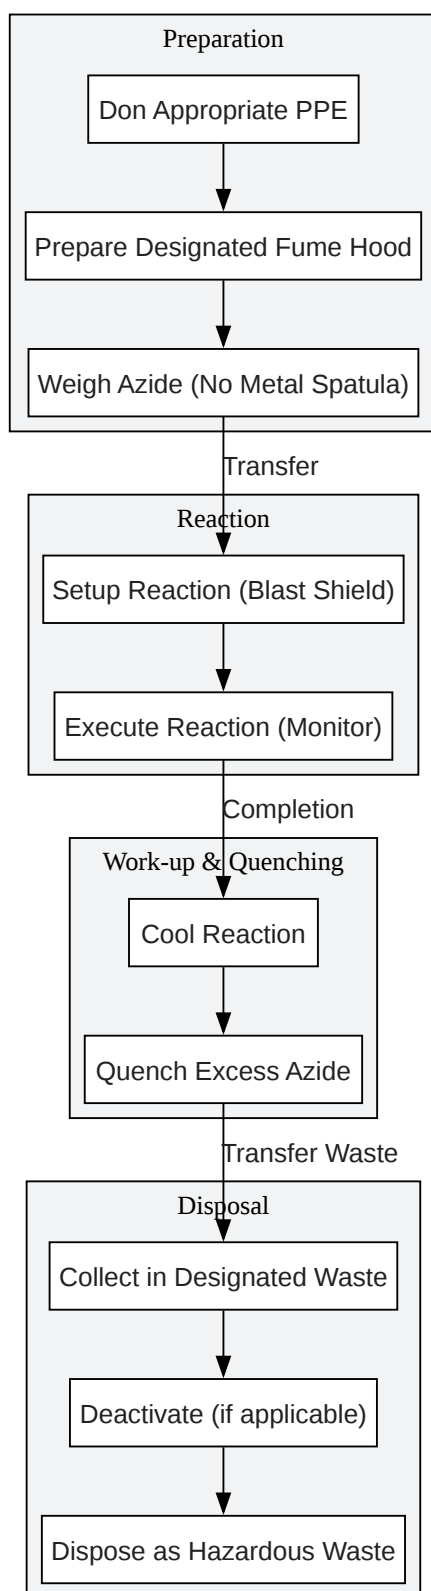 Preparation
Don Appropriate PPE
Prepare Designated Fume Hood
Weigh Azide (No Metal Spatula)
Transfer
Reaction
Setup Reaction (Blast Shield)
Execute Reaction (Monitor)
Completion
Work-up & Quenching
Cool Reaction
Quench Excess Azide
Transfer Waste
Disposal
Collect in Designated Waste
Deactivate (if applicable)
Dispose as Hazardous Waste